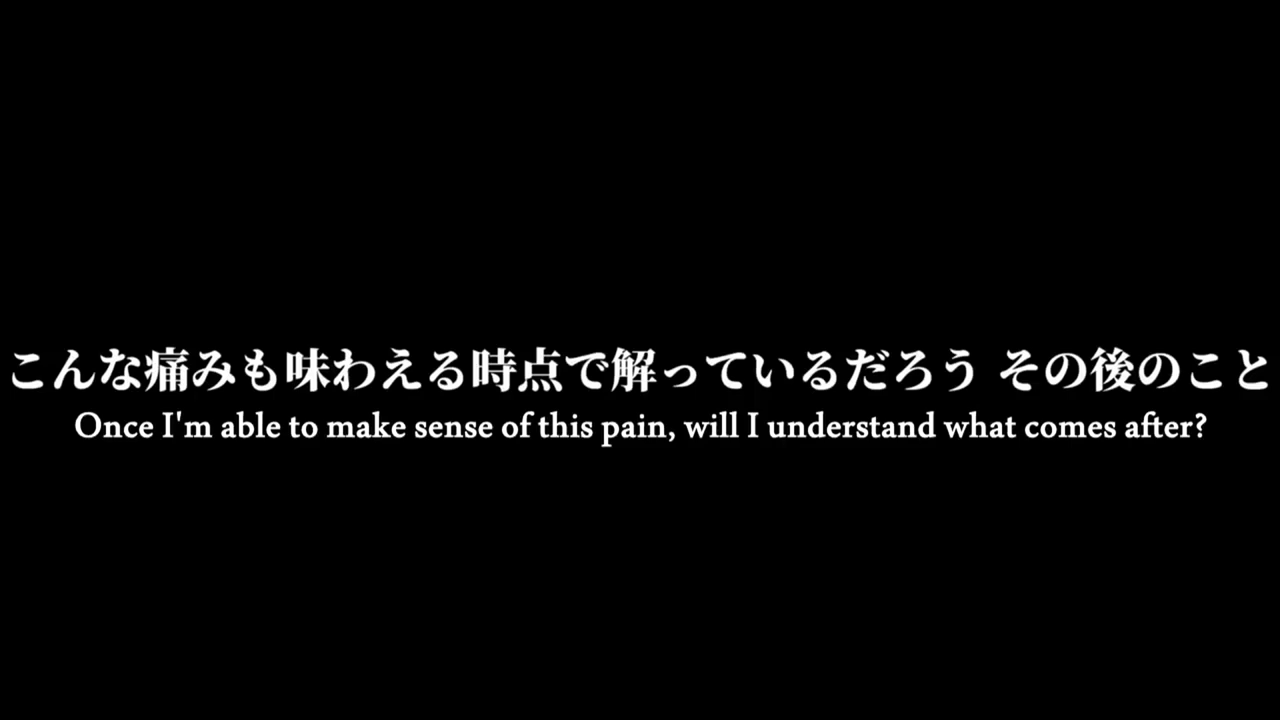 こんな痛みも味わえる時点で解っているだろう その後のこと
Once I'm able to make sense of this pain, will I understand what comes after?